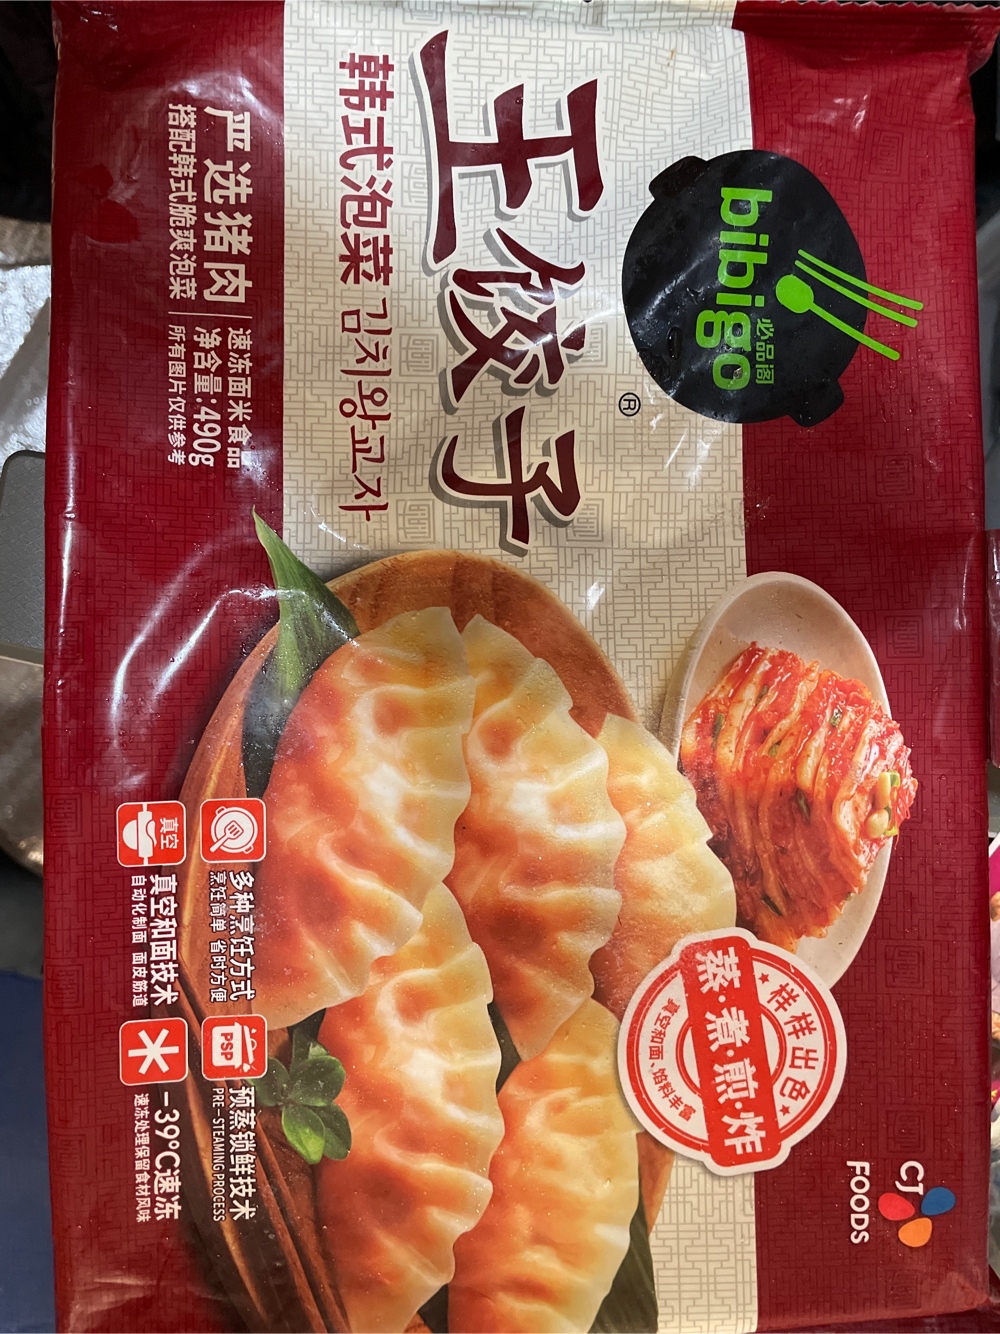 bibigo
必品阁
®
CJ
FOODS
王饺子
韩式泡菜 김치왕교자
严选猪肉
搭配韩式脆爽泡菜
速冻面米食品
净含量:490g
所有图片仅供参考
样样出色
蒸·煮·煎·炸
真空和面、馅料丰富
多种烹饪方式
烹饪简单 省时方便
PSP
预蒸锁鲜技术
PRE-STEAMING PROCESS
真空
真空和面技术
自动化制面 面皮筋道
-39°C速冻
速冻处理保留食材风味